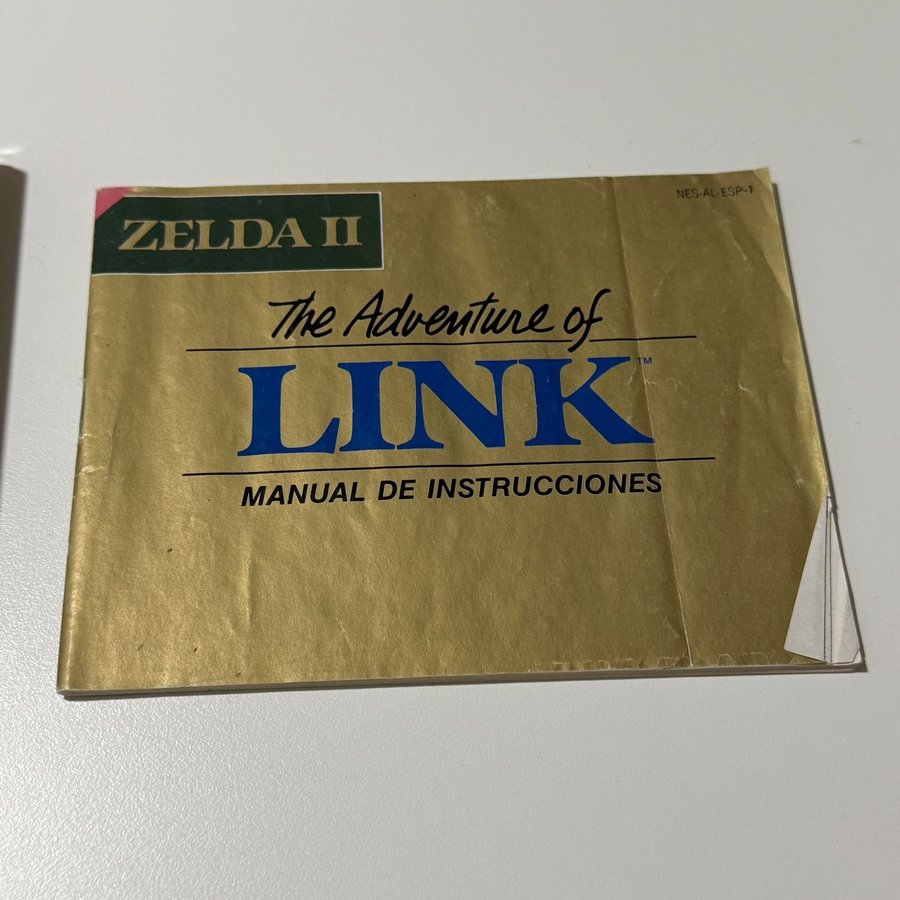 ZELDA II
NES-AL-ESP-1
The Adventure of
LINK™
MANUAL DE INSTRUCCIONES